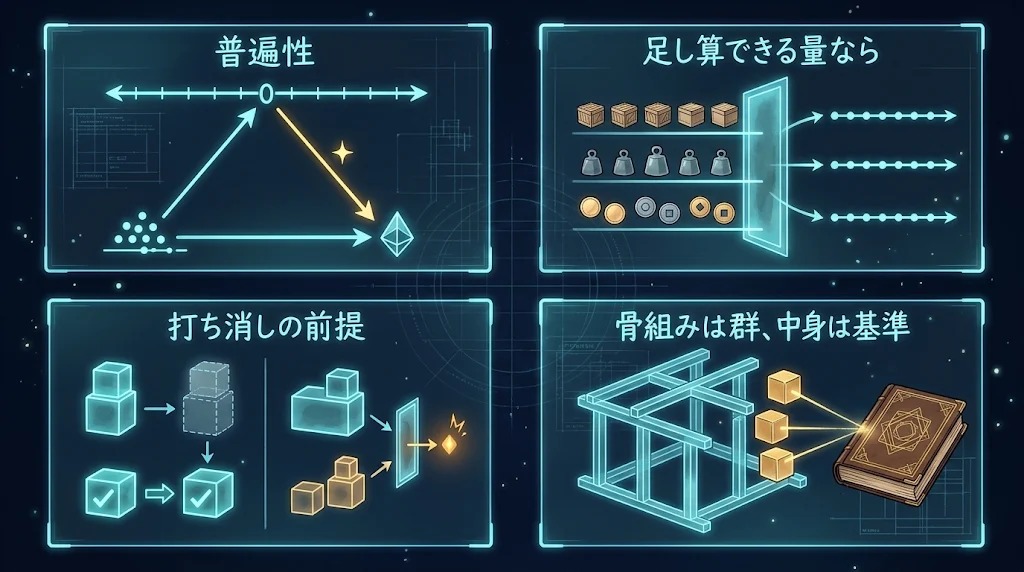 普遍性
0
足し算できる量なら
打ち消しの前提
骨組みは群、中身は基準